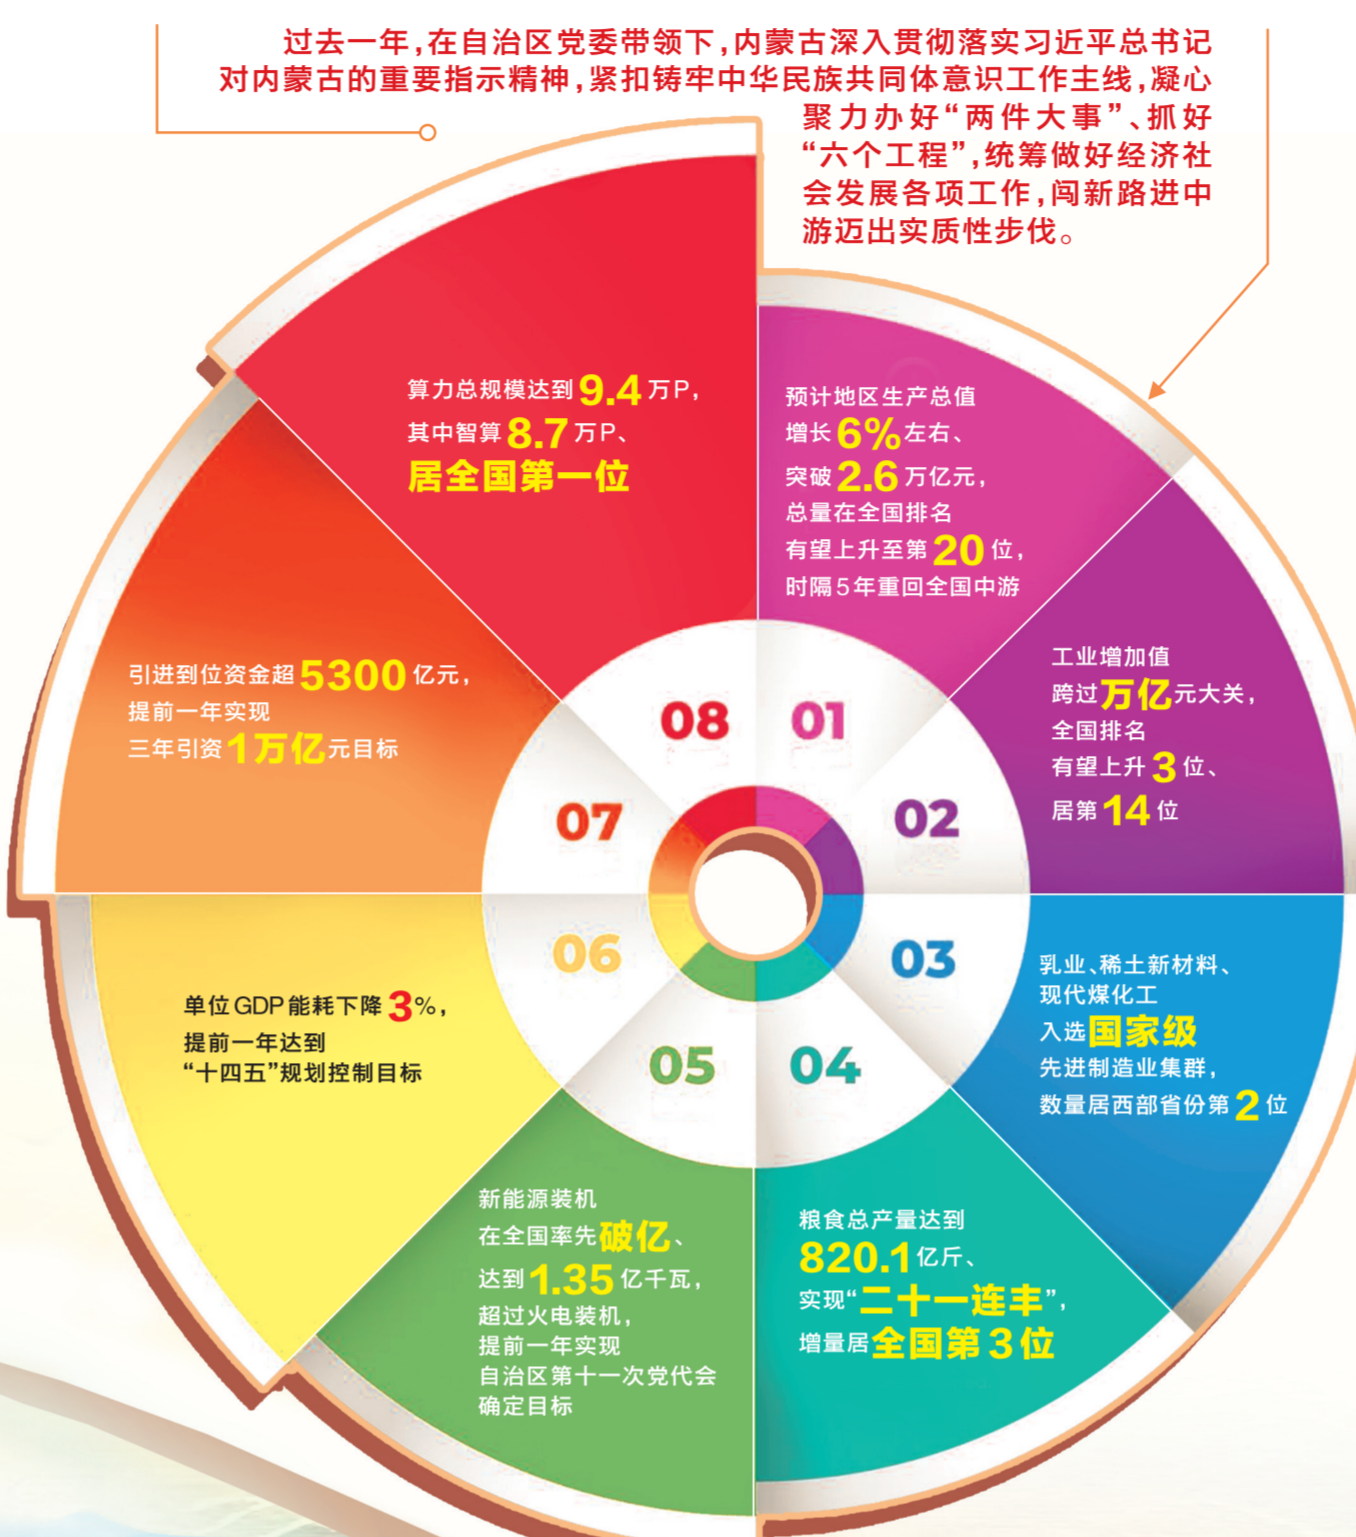 过去一年,在自治区党委带领下,内蒙古深入贯彻落实习近平总书记
对内蒙古的重要指示精神,紧扣铸牢中华民族共同体意识工作主线,凝心
聚力办好“两件大事”、抓好
“六个工程”,统筹做好经济社
会发展各项工作,闯新路进中
游迈出实质性步伐。
预计地区生产总值
增长6%左右、
突破2.6万亿元,
总量在全国排名
有望上升至第20位,
时隔5年重回全国中游
01
工业增加值
跨过万亿元大关,
全国排名
有望上升3位、
居第14位
02
乳业、稀土新材料、
现代煤化工
入选国家级
先进制造业集群,
数量居西部省份第2位
03
粮食总产量达到
820.1亿斤、
实现“二十一连丰”,
增量居全国第3位
04
新能源装机
在全国率先破亿、
达到1.35亿千瓦,
超过火电装机,
提前一年实现
自治区第十一次党代会
确定目标
05
单位GDP能耗下降3%,
提前一年达到
“十四五”规划控制目标
06
引进到位资金超5300亿元,
提前一年实现
三年引资1万亿元目标
07
算力总规模达到9.4万P,
其中智算8.7万P、
居全国第一位
08